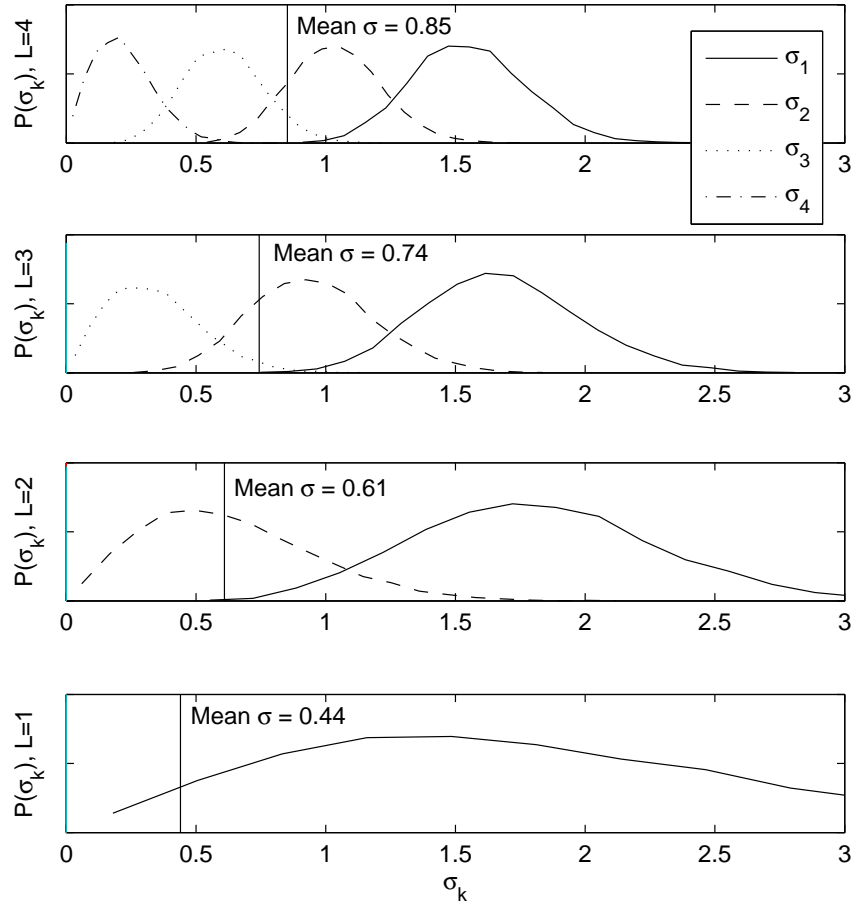 Mean σ = 0.85
P(σₖ), L=4
σ₁
σ₂
σ₃
σ₄
0 0.5 1 1.5 2 2.5 3
Mean σ = 0.74
P(σₖ), L=3
0 0.5 1 1.5 2 2.5 3
Mean σ = 0.61
P(σₖ), L=2
0 0.5 1 1.5 2 2.5 3
Mean σ = 0.44
P(σₖ), L=1
0 0.5 1 1.5 2 2.5 3
σₖ